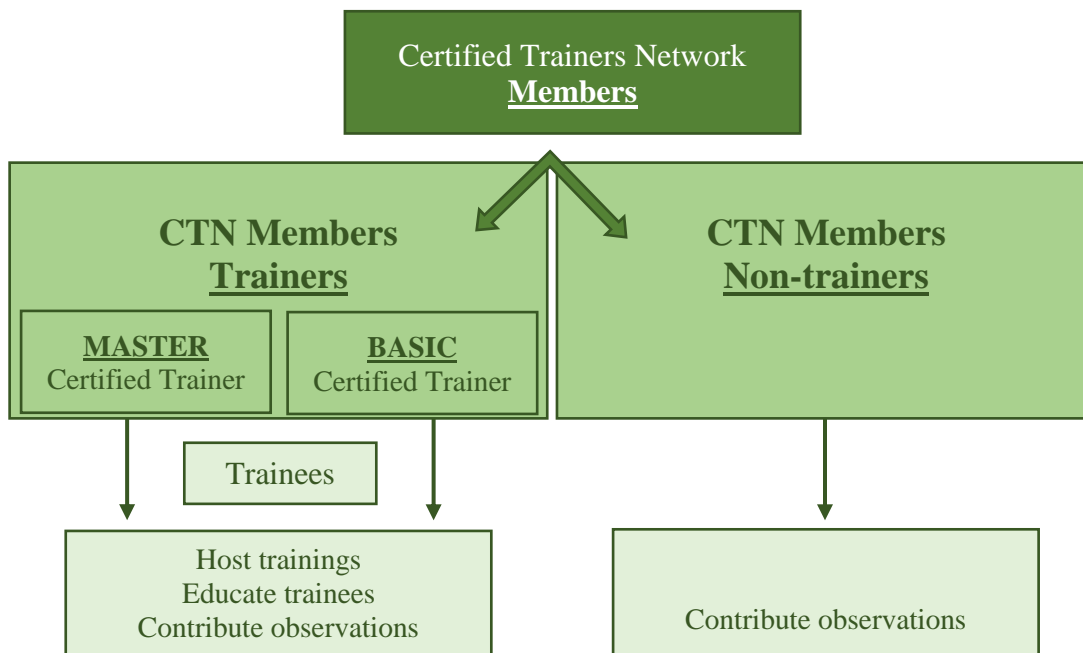 Certified Trainers Network
Members
CTN Members
Trainers
MASTER
Certified Trainer
BASIC
Certified Trainer
CTN Members
Non-trainers
Trainees
Host trainings
Educate trainees
Contribute observations
Contribute observations